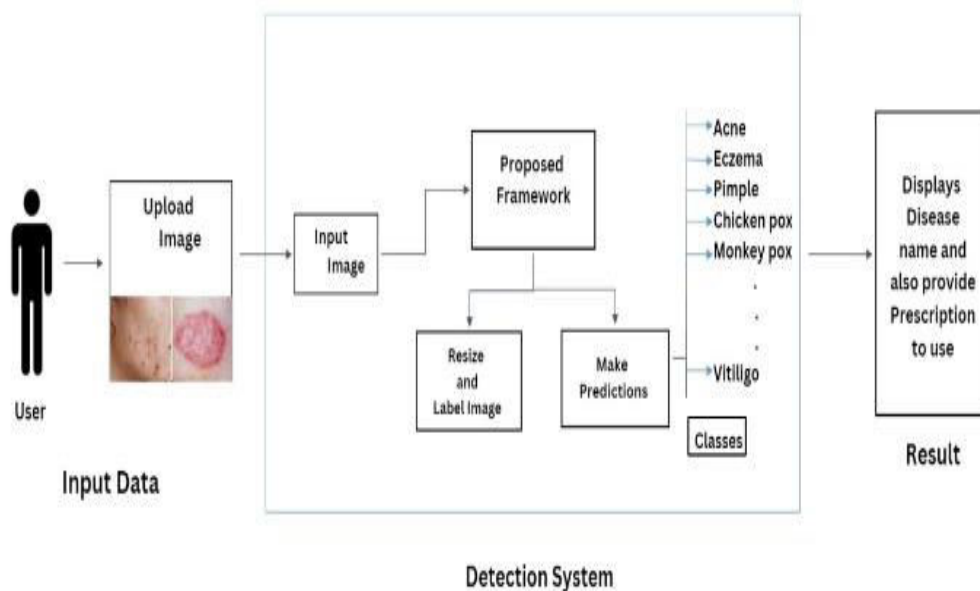 User
Upload
Image
Input Data
Input
Image
Proposed
Framework
Resize
and
Label Image
Make
Predictions
Acne
Eczema
Pimple
Chicken pox
Monkey pox
.
.
.
Vitiligo
Classes
Detection System
Displays
Disease
name and
also provide
Prescription
to use
Result